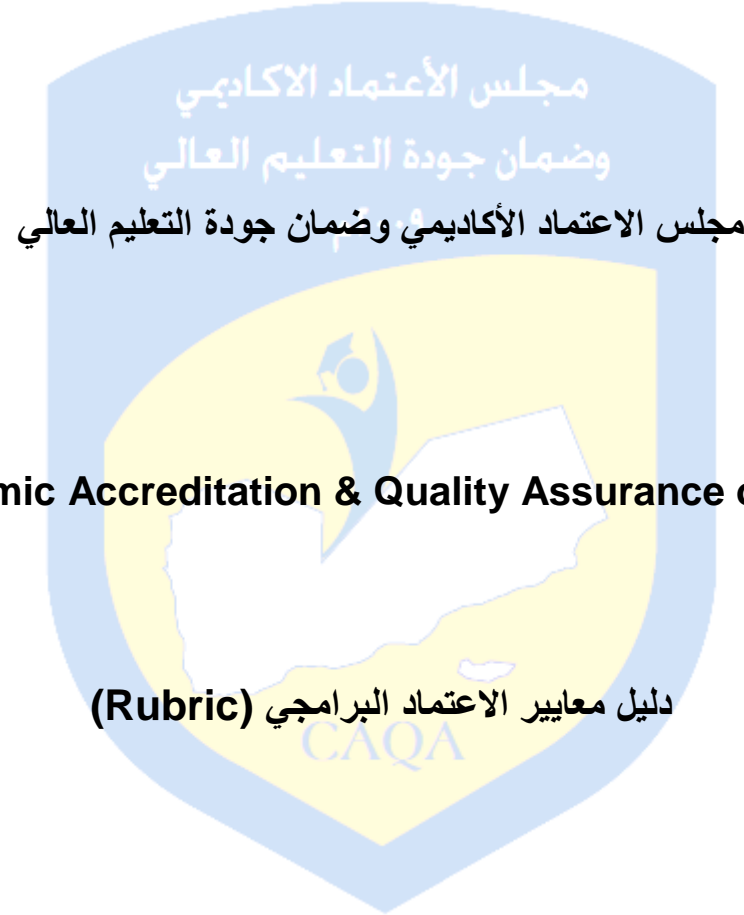 مجلس الأعتماد الاكاديمي
وضمان جودة التعليم العالي
مجلس الاعتماد الأكاديمي وضمان جودة التعليم العالي
mic Accreditation & Quality Assurance
دليل معايير الاعتماد البرامجي (Rubric)
CAQA